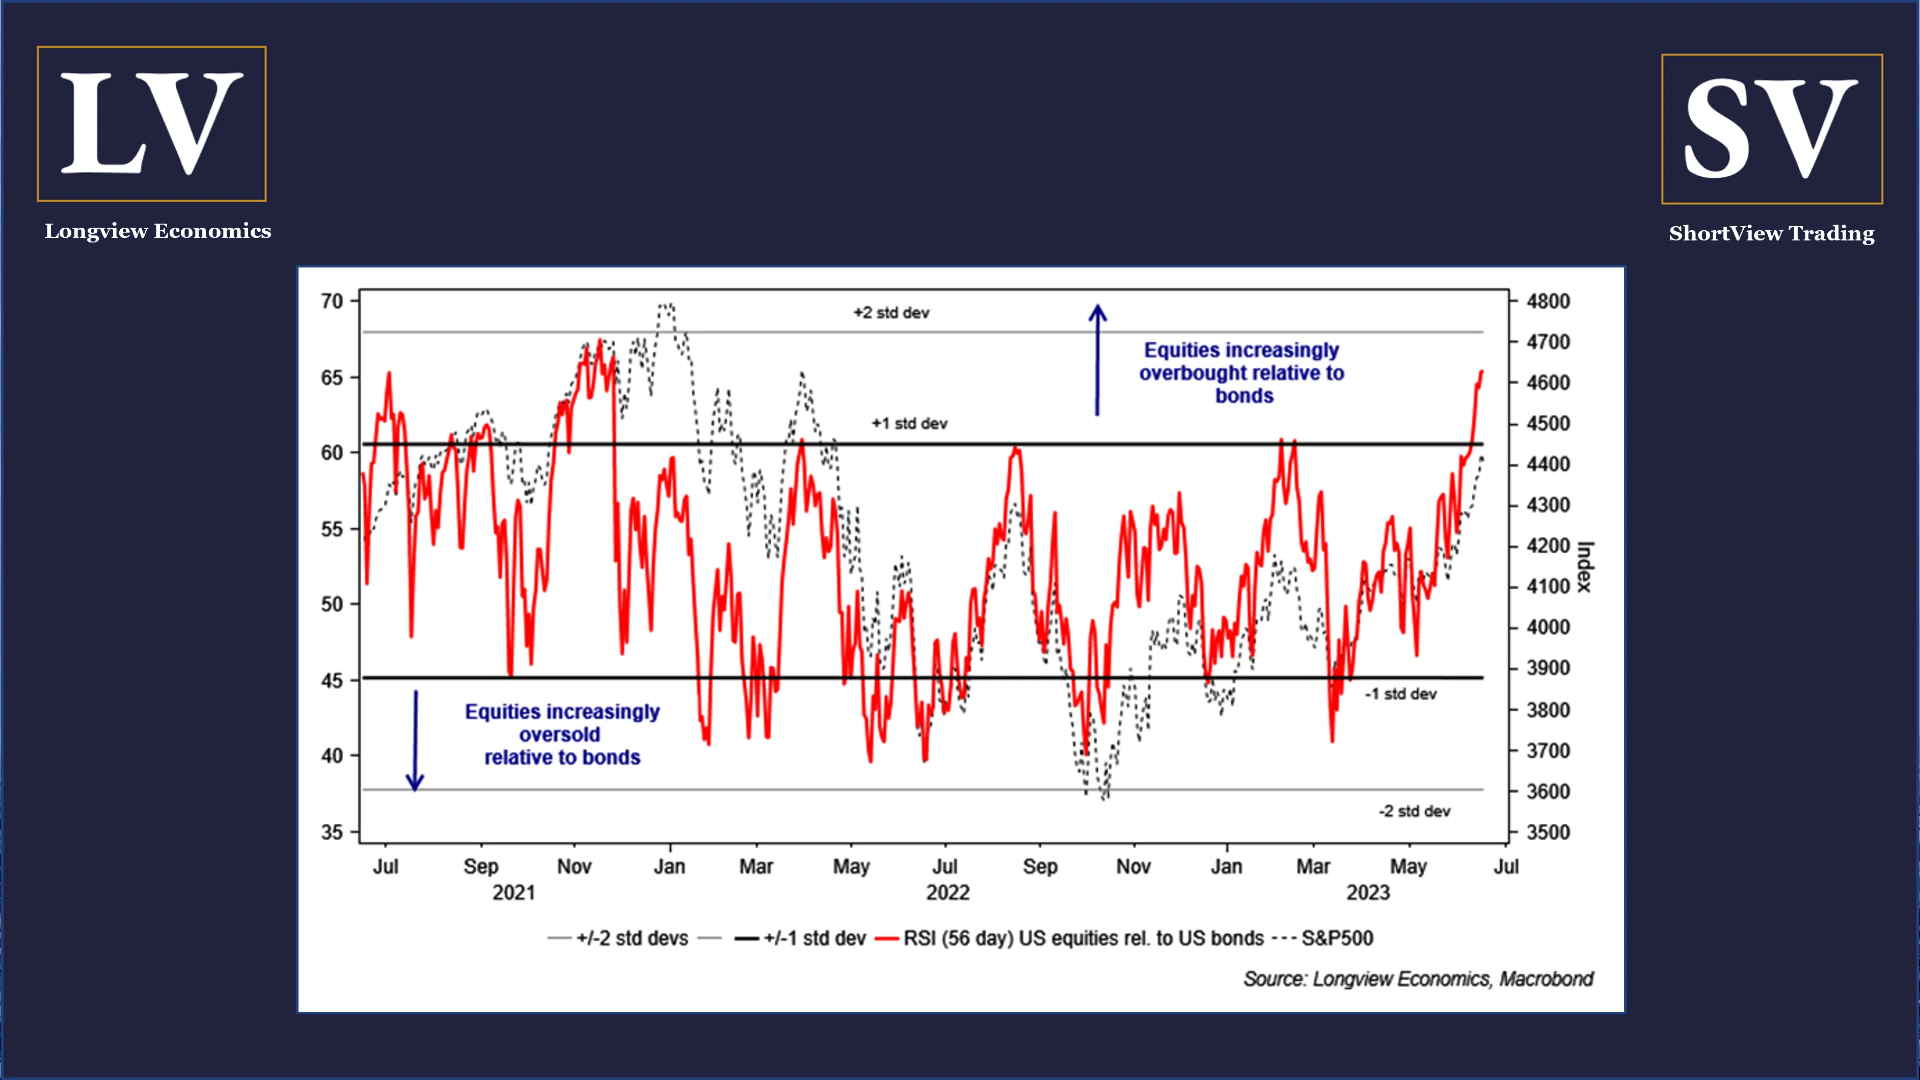 LV
Longview Economics
SV
ShortView Trading
70
65
60
55
50
45
40
35
4800
4700
4600
4500
4400
4300
4200
4100
4000
3900
3800
3700
3600
3500
Index
+2 std dev
Equities increasingly
overbought relative to
bonds
+1 std dev
-1 std dev
Equities increasingly
oversold
relative to bonds
-2 std dev
Jul Sep Nov Jan Mar May Jul Sep Nov Jan Mar May Jul
2021 2022 2023
+/-2 std devs +/-1 std dev RSI (56 day) US equities rel. to US bonds S&P500
Source: Longview Economics, Macrobond